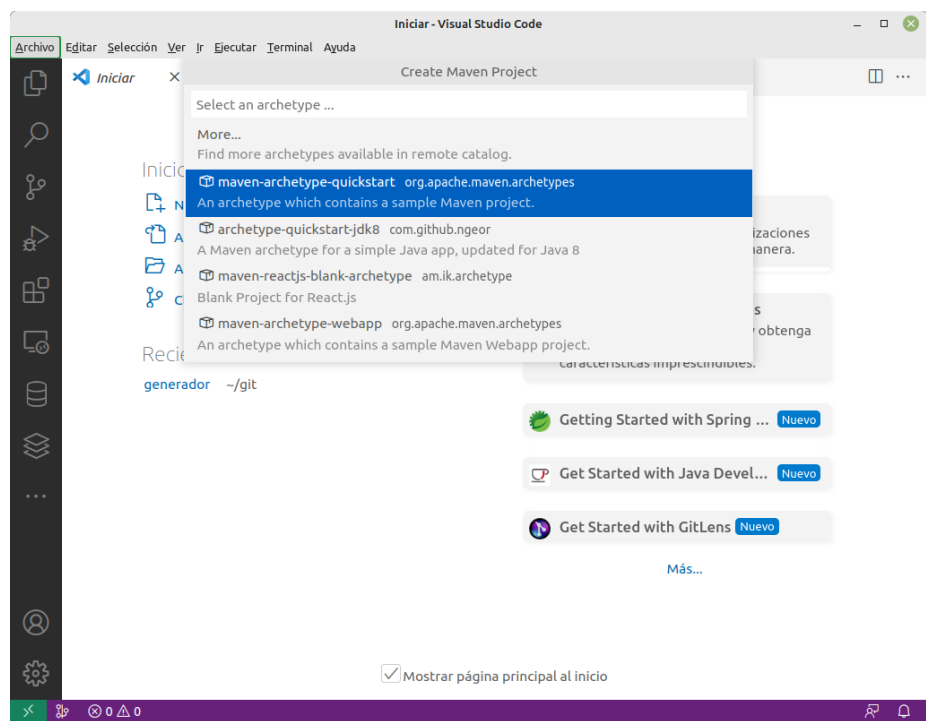 Iniciar - Visual Studio Code
Archivo Editar Selección Ver Ir Ejecutar Terminal Ayuda
Iniciar
Create Maven Project
Select an archetype ...
More...
Find more archetypes available in remote catalog.
maven-archetype-quickstart org.apache.maven.archetypes
An archetype which contains a sample Maven project.
archetype-quickstart-jdk8 com.github.ngeor
A Maven archetype for a simple Java app, updated for Java 8
maven-reactjs-blank-archetype am.ik.archetype
Blank Project for React.js
maven-archetype-webapp org.apache.maven.archetypes
An archetype which contains a sample Maven Webapp project.
Inicio
N
A
A
C
izaciones
anera.
s
obtenga
características imprescindibles.
Recie
generador ~/git
Getting Started with Spring ... Nuevo
Get Started with Java Devel... Nuevo
Get Started with GitLens Nuevo
Más...
Mostrar página principal al inicio
0 0